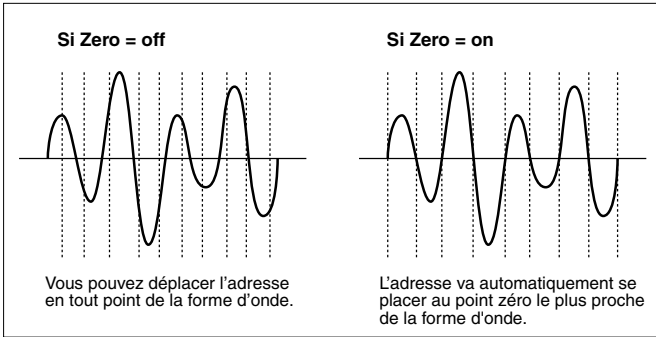 Si Zero = off
Vous pouvez déplacer l’adresse
en tout point de la forme d’onde.
Si Zero = on
L’adresse va automatiquement se
placer au point zéro le plus proche
de la forme d'onde.